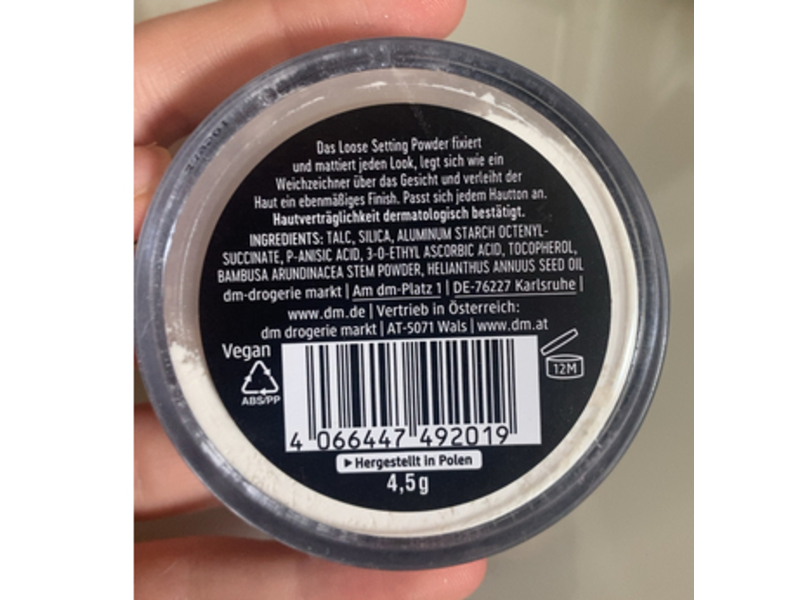 Das Loose Setting Powder fixiert
und mattiert jeden Look, legt sich wie ein
Weichzeichner über das Gesicht und verleiht der
Haut ein ebenmäßiges Finish. Passt sich jedem Hautton an.
Hautverträglichkeit dermatologisch bestätigt.
INGREDIENTS: TALC, SILICA, ALUMINUM STARCH OCTENYL-
SUCCINATE, P-ANISIC ACID, 3-O-ETHYL ASCORBIC ACID, TOCOPHEROL,
BAMBUSA ARUNDINACEA STEM POWDER, HELIANTHUS ANNUUS SEED OIL
dm-drogerie markt | Am dm-Platz 1 | DE-76227 Karlsruhe |
www.dm.de | Vertrieb in Österreich:
dm drogerie markt | AT-5071 Wals | www.dm.at
Vegan
ABS/PP
12M
4 066447 492019
▶ Hergestellt in Polen
4,5g